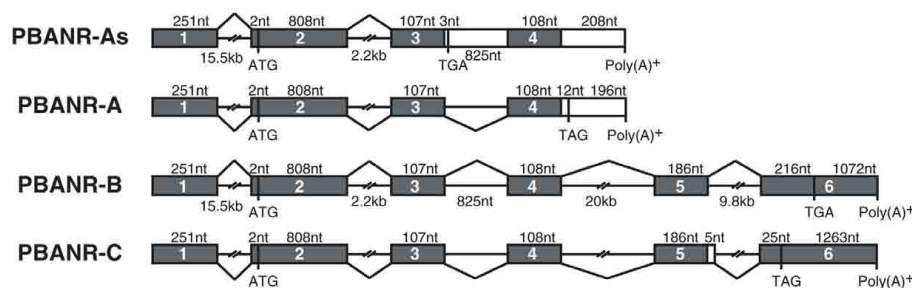 251nt 2nt 808nt 107nt 3nt 108nt 208nt
PBANR-As 1 2 3 4
15.5kb ATG 2.2kb TGA 825nt Poly(A)+
251nt 2nt 808nt 107nt 108nt 12nt 196nt
PBANR-A 1 2 3 4
ATG TAG Poly(A)+
251nt 2nt 808nt 107nt 108nt 186nt 216nt 1072nt
PBANR-B 1 2 3 4 5 6
15.5kb ATG 2.2kb 825nt 20kb 9.8kb TGA Poly(A)+
251nt 2nt 808nt 107nt 108nt 186nt 5nt 25nt 1263nt
PBANR-C 1 2 3 4 5 6
ATG TAG Poly(A)+